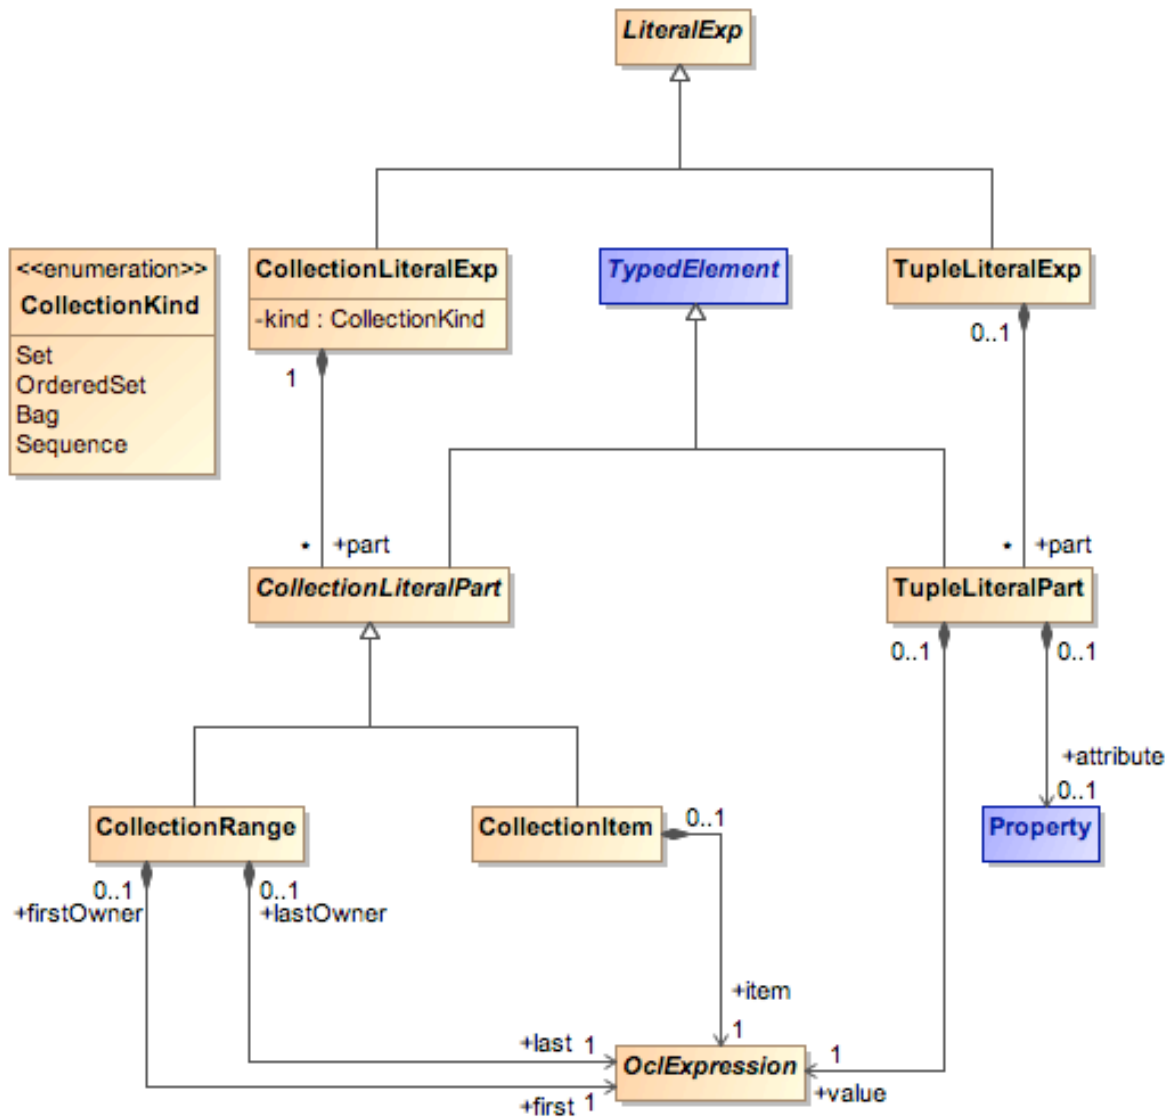 LiteralExp
<<enumeration>>
CollectionKind
Set
OrderedSet
Bag
Sequence
CollectionLiteralExp
-kind : CollectionKind
TypedElement
TupleLiteralExp
1
0..1
* +part
* +part
CollectionLiteralPart
TupleLiteralPart
0..1
0..1
+attribute
0..1
CollectionRange
CollectionItem
0..1
Property
0..1
0..1
+firstOwner
+lastOwner
+item
1
+last 1
1
OclExpression
+value
+first 1